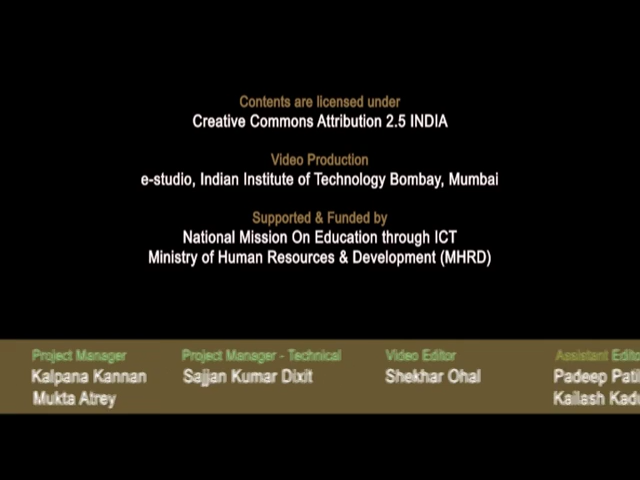 Contents are licensed under
Creative Commons Attribution 2.5 INDIA
Video Production
e-studio, Indian Institute of Technology Bombay, Mumbai
Supported & Funded by
National Mission On Education through ICT
Ministry of Human Resources & Development (MHRD)
Project Manager
Kalpana Kannan
Mukta Atrey
Project Manager - Technical
Sajjan Kumar Dixit
Video Editor
Shekhar Ohal
Assistant
Padeep
Kailash